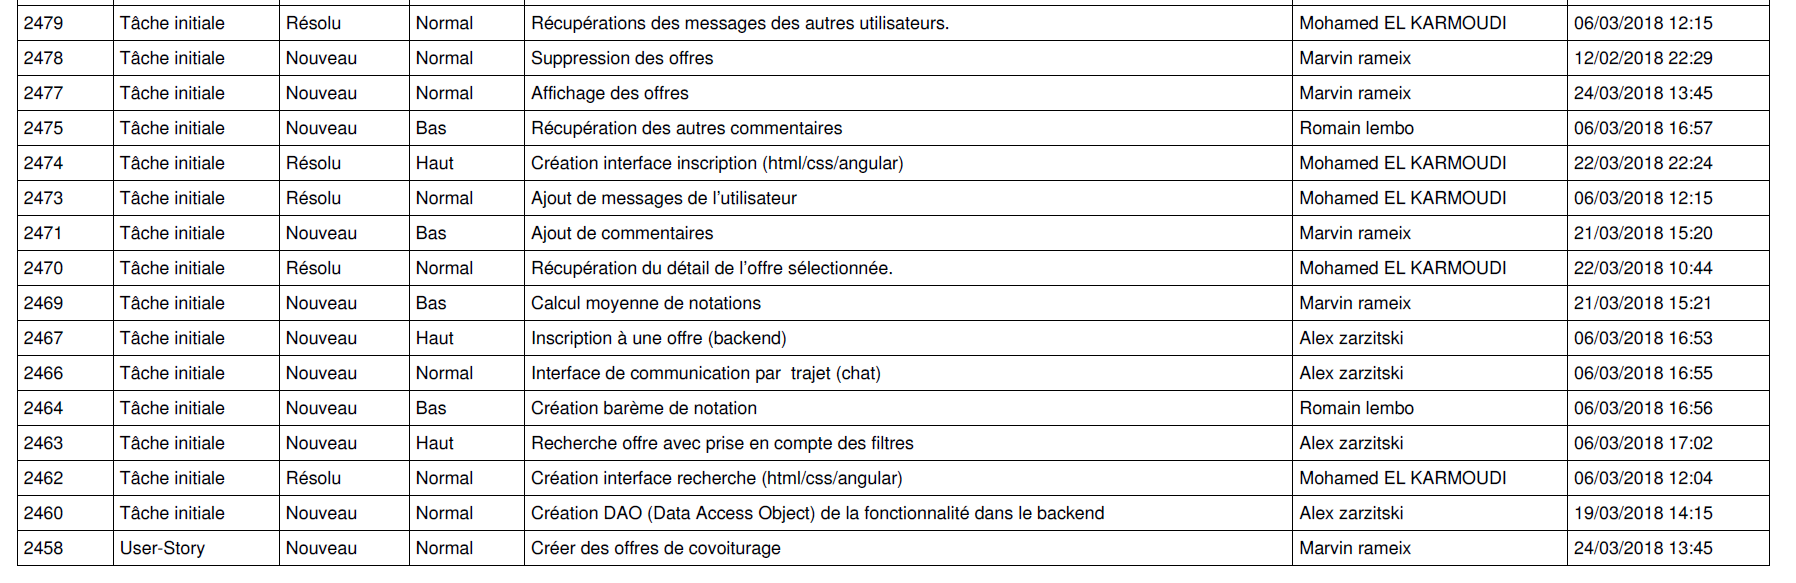 2479 Tâche initiale Résolu Normal Récupérations des messages des autres utilisateurs. Mohamed EL KARMOUDI 06/03/2018 12:15
2478 Tâche initiale Nouveau Normal Suppression des offres Marvin rameix 12/02/2018 22:29
2477 Tâche initiale Nouveau Normal Affichage des offres Marvin rameix 24/03/2018 13:45
2475 Tâche initiale Nouveau Bas Récupération des autres commentaires Romain lembo 06/03/2018 16:57
2474 Tâche initiale Résolu Haut Création interface inscription (html/css/angular) Mohamed EL KARMOUDI 22/03/2018 22:24
2473 Tâche initiale Résolu Normal Ajout de messages de l’utilisateur Mohamed EL KARMOUDI 06/03/2018 12:15
2471 Tâche initiale Nouveau Bas Ajout de commentaires Marvin rameix 21/03/2018 15:20
2470 Tâche initiale Résolu Normal Récupération du détail de l’offre sélectionnée. Mohamed EL KARMOUDI 22/03/2018 10:44
2469 Tâche initiale Nouveau Bas Calcul moyenne de notations Marvin rameix 21/03/2018 15:21
2467 Tâche initiale Nouveau Haut Inscription à une offre (backend) Alex zarzitski 06/03/2018 16:53
2466 Tâche initiale Nouveau Normal Interface de communication par  trajet (chat) Alex zarzitski 06/03/2018 16:55
2464 Tâche initiale Nouveau Bas Création barème de notation Romain lembo 06/03/2018 16:56
2463 Tâche initiale Nouveau Haut Recherche offre avec prise en compte des filtres Alex zarzitski 06/03/2018 17:02
2462 Tâche initiale Résolu Normal Création interface recherche (html/css/angular) Mohamed EL KARMOUDI 06/03/2018 12:04
2460 Tâche initiale Nouveau Normal Création DAO (Data Access Object) de la fonctionnalité dans le backend Alex zarzitski 19/03/2018 14:15
2458 User-Story Nouveau Normal Créer des offres de covoiturage Marvin rameix 24/03/2018 13:45